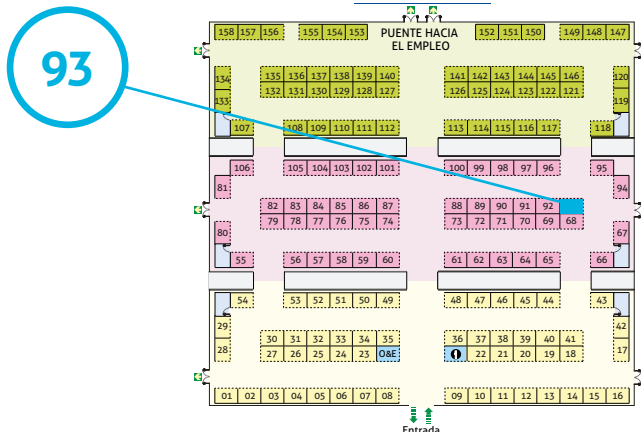 93
158 157 156 155 154 153 PUENTE HACIA EL EMPLEO 152 151 150 149 148 147
134 135 136 137 138 139 140 141 142 143 144 145 146 120
133 132 131 130 129 128 127 126 125 124 123 122 121 119
107 108 109 110 111 112 113 114 115 116 117 118
106 105 104 103 102 101 100 99 98 97 96 95
81 94
82 83 84 85 86 87 88 89 90 91 92
80 79 78 77 76 75 74 73 72 71 70 69 68 67
55 56 57 58 59 60 61 62 63 64 65 66
54 53 52 51 50 49 48 47 46 45 44 43
29 42
30 31 32 33 34 35 36 37 38 39 40 41
28 27 26 25 24 23 O&E 22 21 20 19 18 17
01 02 03 04 05 06 07 08 09 10 11 12 13 14 15 16
Entrada